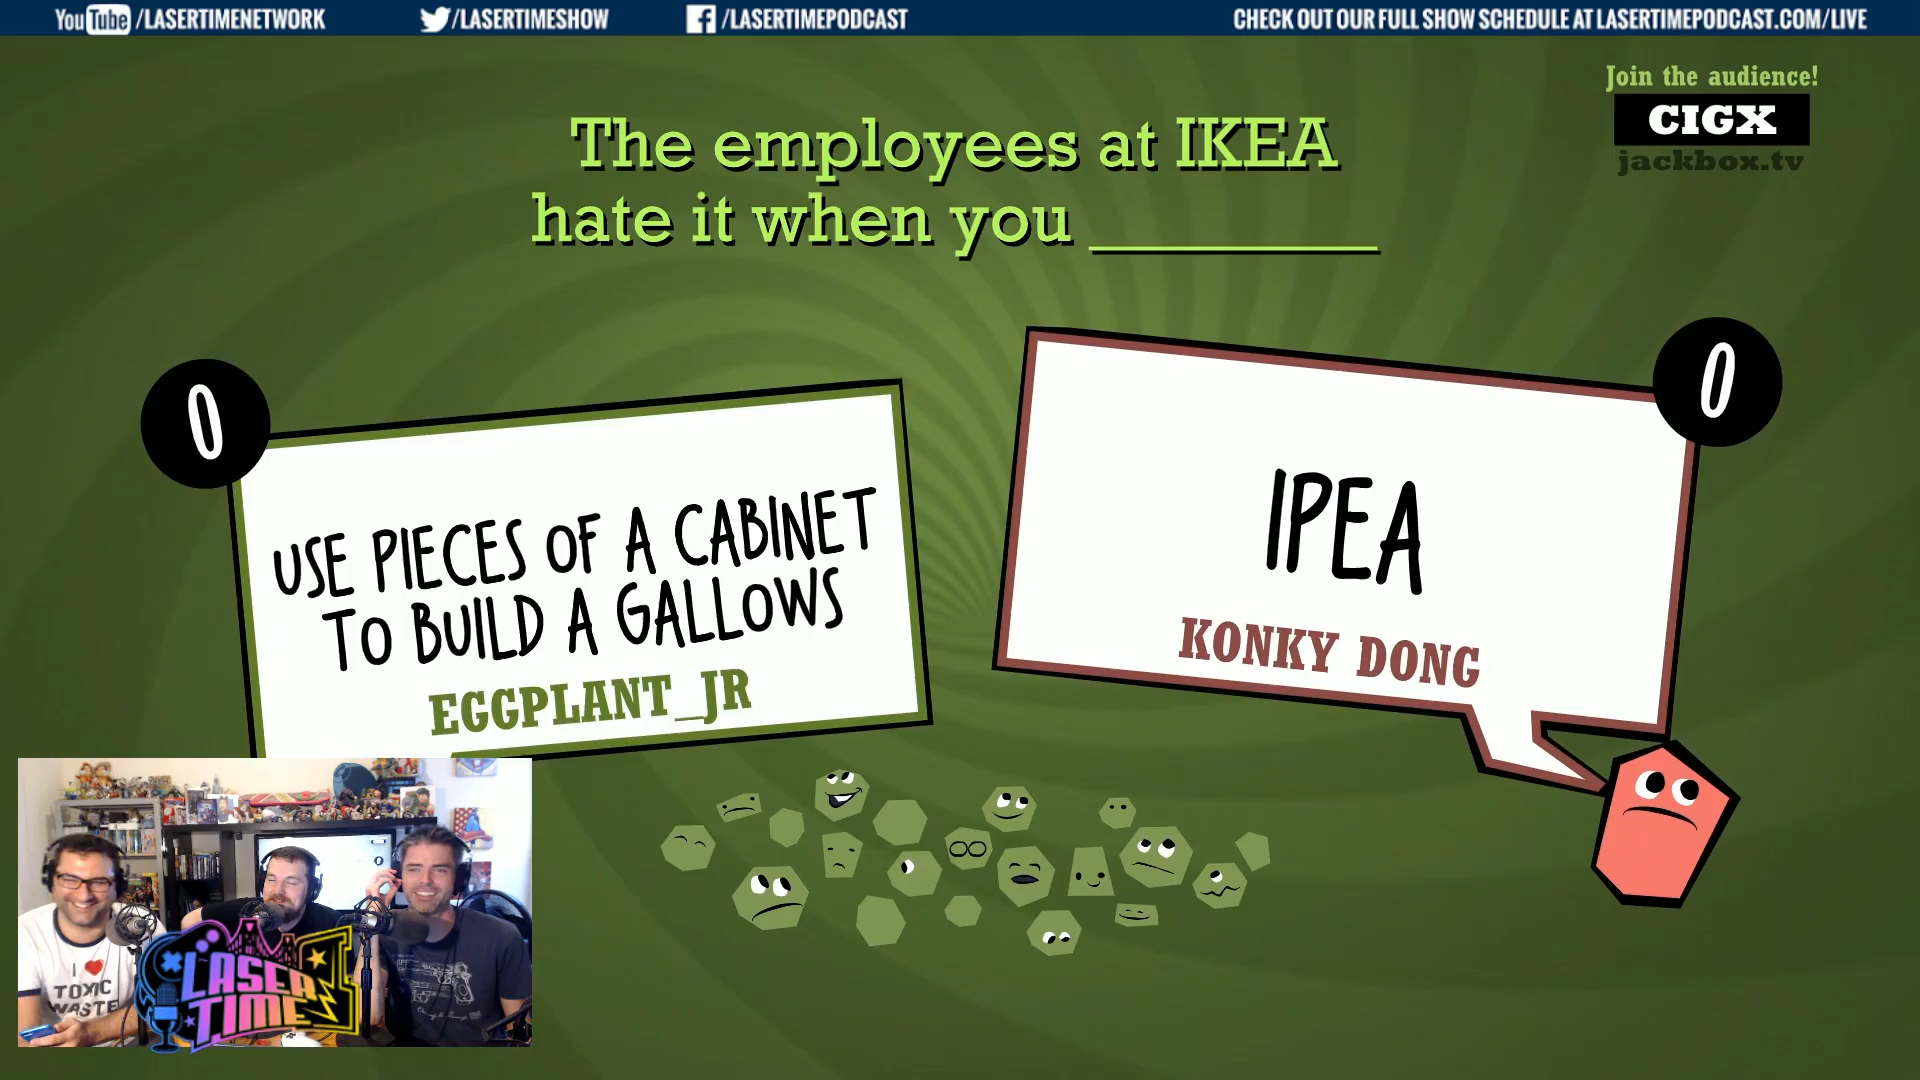 YouTube /LASERTIMENETWORK
/LASERTIMESHOW
/LASERTIMEPODCAST
CHECK OUT OUR FULL SHOW SCHEDULE AT LASERTIMEPODCAST.COM/LIVE
Join the audience!
CIGX
jackbox.tv
The employees at IKEA
hate it when you ________
0
USE PIECES OF A CABINET
TO BUILD A GALLOWS
EGGPLANT_JR
0
IPEA
KONKY DONG
I
TOXIC
WASTE
LASER
TIME